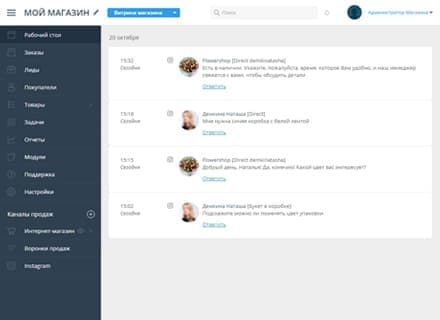 МОЙ МАГАЗИН
Витрина магазина
Поиск
Администратор Магазина
Рабочий стол
Заказы
Лиды
Покупатели
Товары
Задачи
Отчеты
Модули
Поддержка
Настройки
Каналы продаж
Интернет-магазин
Воронки продаж
Instagram
20 октября
15:32
Сегодня
Flowershop [Direct demkinatasha]
Есть в наличии. Укажите, пожалуйста, время, которое Вам удобно, и наш менеджер
свяжется с вами, чтобы обсудить детали
Ответить
15:18
Сегодня
Демкина Наташа [Direct]
Мне нужна синяя коробка с белой лентой
Ответить
15:15
Сегодня
Flowershop [Direct demkinatasha]
Добрый день, Наталья! Да, конечно! Какой цвет вас интересует?
Ответить
15:02
Сегодня
Демкина Наташа [Букет в коробке]
Подскажите можно ли поменять цвет упаковки
Ответить